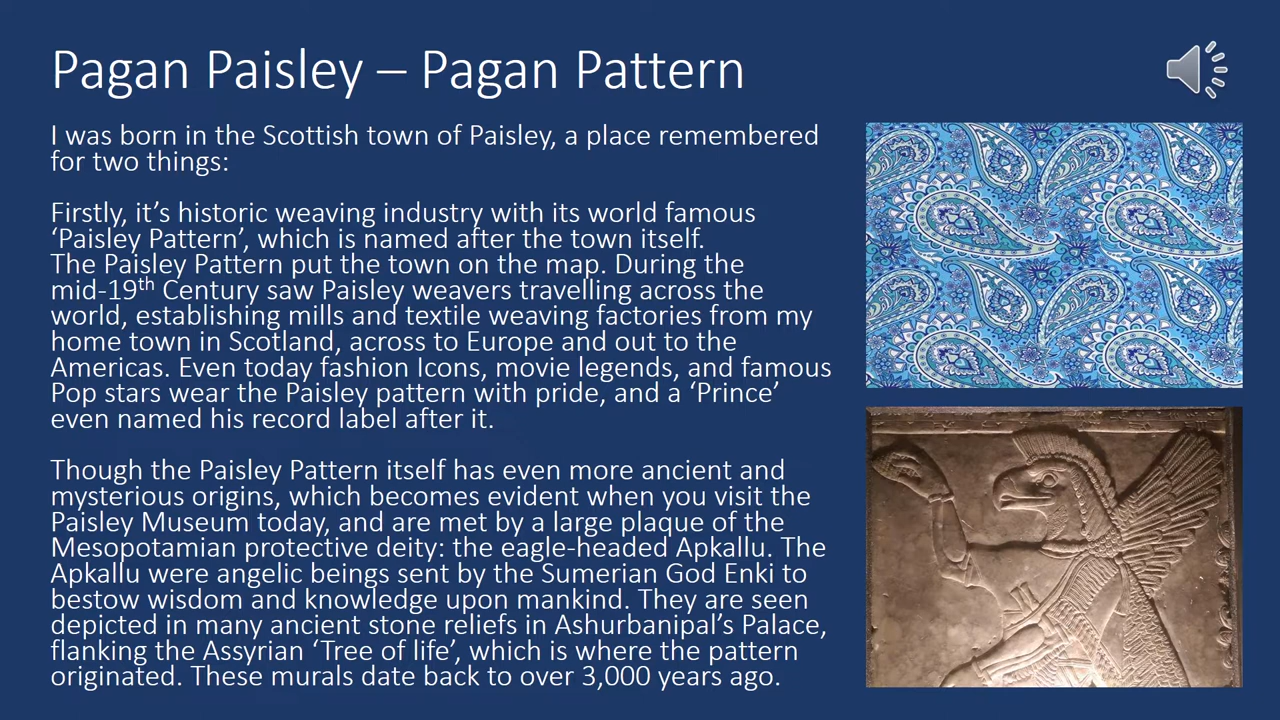 Pagan Paisley – Pagan Pattern
I was born in the Scottish town of Paisley, a place remembered
for two things:
Firstly, it’s historic weaving industry with its world famous
‘Paisley Pattern’, which is named after the town itself.
The Paisley Pattern put the town on the map. During the
mid-19th Century saw Paisley weavers travelling across the
world, establishing mills and textile weaving factories from my
home town in Scotland, across to Europe and out to the
Americas. Even today fashion Icons, movie legends, and famous
Pop stars wear the Paisley pattern with pride, and a ‘Prince’
even named his record label after it.
Though the Paisley Pattern itself has even more ancient and
mysterious origins, which becomes evident when you visit the
Paisley Museum today, and are met by a large plaque of the
Mesopotamian protective deity: the eagle-headed Apkallu. The
Apkallu were angelic beings sent by the Sumerian God Enki to
bestow wisdom and knowledge upon mankind. They are seen
depicted in many ancient stone reliefs in Ashurbanipal’s Palace,
flanking the Assyrian ‘Tree of life’, which is where the pattern
originated. These murals date back to over 3,000 years ago.